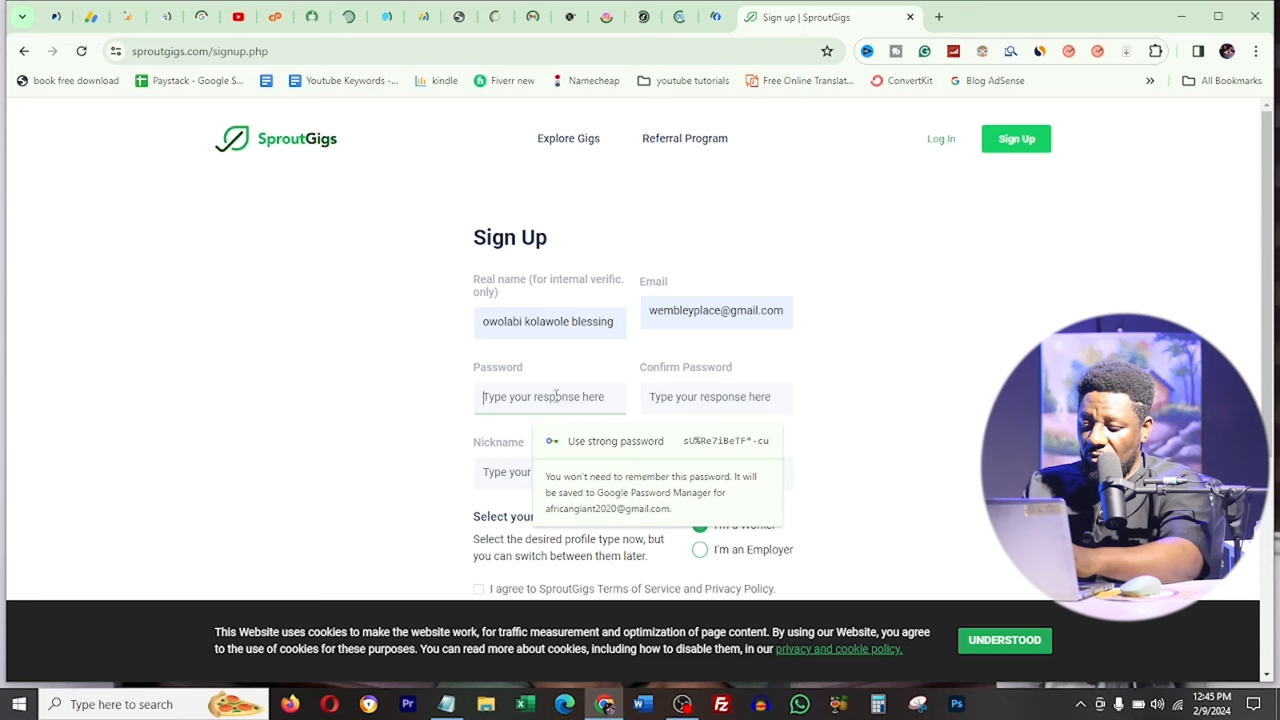 Sign up | SproutGigs
sproutgigs.com/signup.php
book free download
Paystack - Google S...
Youtube Keywords -...
kindle
Fiverr new
Namecheap
youtube tutorials
Free Online Translat...
ConvertKit
Blog AdSense
All Bookmarks
SproutGigs
Explore Gigs
Referral Program
Log In
Sign Up
Sign Up
Real name (for internal verific.
only)
Email
owolabi kolawole blessing
wembleyplace@gmail.com
Password
Confirm Password
Type your response here
Type your response here
Nickname
Use strong password sU%Re7iBeTF*-cu
Type your
You won't need to remember this password. It will
be saved to Google Password Manager for
africangiant2020@gmail.com.
Select your
I'm a Worker
Select the desired profile type now, but
you can switch between them later.
I'm an Employer
I agree to SproutGigs Terms of Service and Privacy Policy.
This Website uses cookies to make the website work, for traffic measurement and optimization of page content. By using our Website, you agree
to the use of cookies for these purposes. You can read more about cookies, including how to disable them, in our privacy and cookie policy.
UNDERSTOOD
Type here to search
12:45 PM
2/9/2024